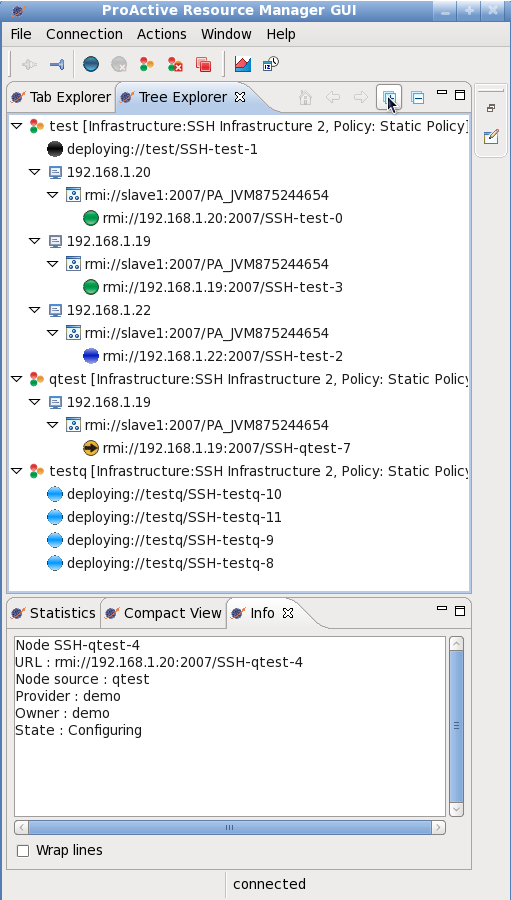 ProActive Resource Manager GUI
File Connection Actions Window Help
Tab Explorer Tree Explorer
test [Infrastructure:SSH Infrastructure 2, Policy: Static Policy]
deploying://test/SSH-test-1
192.168.1.20
rmi://slave1:2007/PA_JVM875244654
rmi://192.168.1.20:2007/SSH-test-0
192.168.1.19
rmi://slave1:2007/PA_JVM875244654
rmi://192.168.1.19:2007/SSH-test-3
192.168.1.22
rmi://slave1:2007/PA_JVM875244654
rmi://192.168.1.22:2007/SSH-test-2
qtest [Infrastructure:SSH Infrastructure 2, Policy: Static Policy
192.168.1.19
rmi://slave1:2007/PA_JVM875244654
rmi://192.168.1.19:2007/SSH-qtest-7
testq [Infrastructure:SSH Infrastructure 2, Policy: Static Policy
deploying://testq/SSH-testq-10
deploying://testq/SSH-testq-11
deploying://testq/SSH-testq-9
deploying://testq/SSH-testq-8
Statistics Compact View Info
Node SSH-qtest-4
URL : rmi://192.168.1.20:2007/SSH-qtest-4
Node source : qtest
Provider : demo
Owner : demo
State : Configuring
Wrap lines
connected